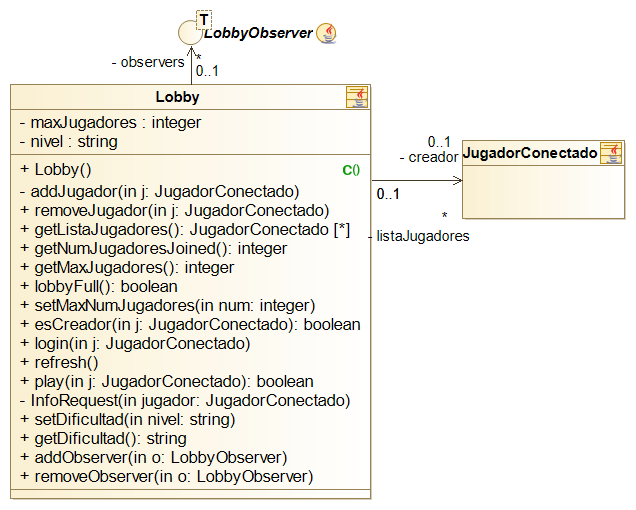 T
LobbyObserver
- observers
*
0..1
Lobby
- maxJugadores : integer
- nivel : string
+ Lobby()
C()
- addJugador(in j: JugadorConectado)
+ removeJugador(in j: JugadorConectado)
+ getListaJugadores(): JugadorConectado [*]
+ getNumJugadoresJoined(): integer
+ getMaxJugadores(): integer
+ lobbyFull(): boolean
+ setMaxNumJugadores(in num: integer)
+ esCreador(in j: JugadorConectado): boolean
+ login(in j: JugadorConectado)
+ refresh()
+ play(in j: JugadorConectado): boolean
- InfoRequest(in jugador: JugadorConectado)
+ setDificultad(in nivel: string)
+ getDificultad(): string
+ addObserver(in o: LobbyObserver)
+ removeObserver(in o: LobbyObserver)
0..1
- creador
0..1
*
- listaJugadores
JugadorConectado